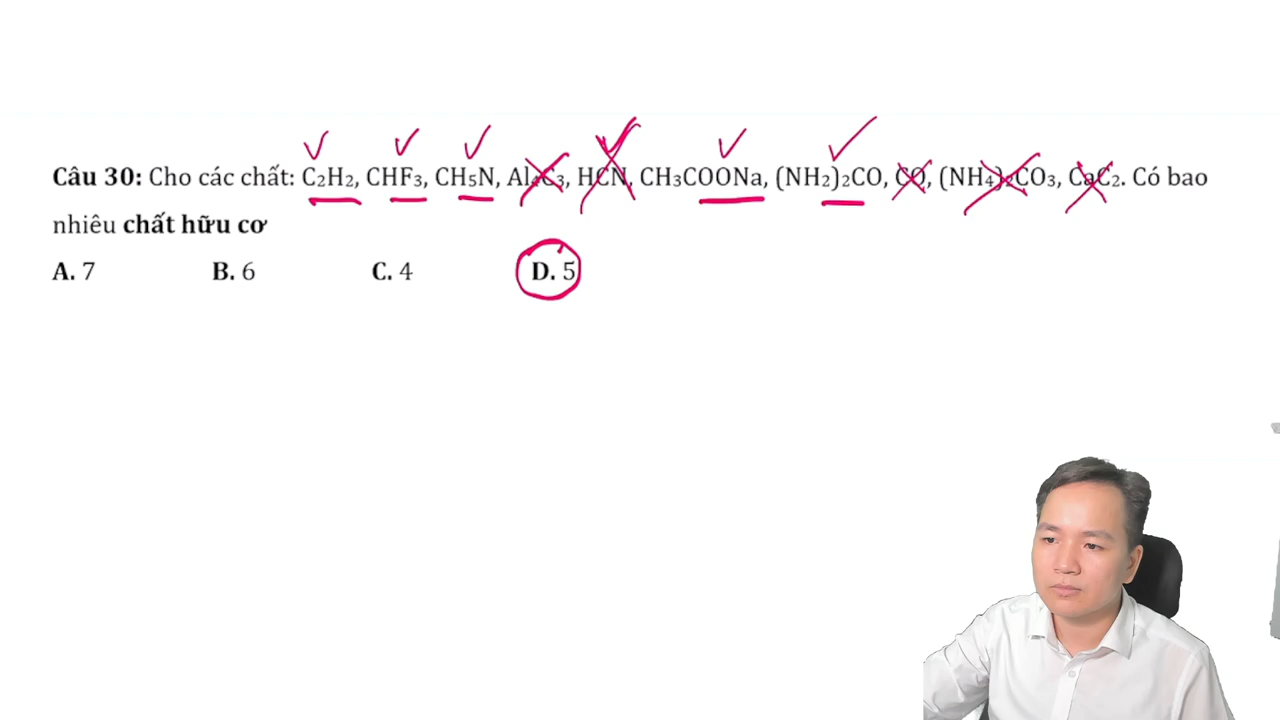 Câu 30: Cho các chất: C₂H₂, CHF₃, CH₅N, Al₄C₃, HCN, CH₃COONa, (NH₂)₂CO, CO, (NH₄)₂CO₃, CaC₂. Có bao
nhiêu chất hữu cơ
A. 7 B. 6 C. 4 D. 5